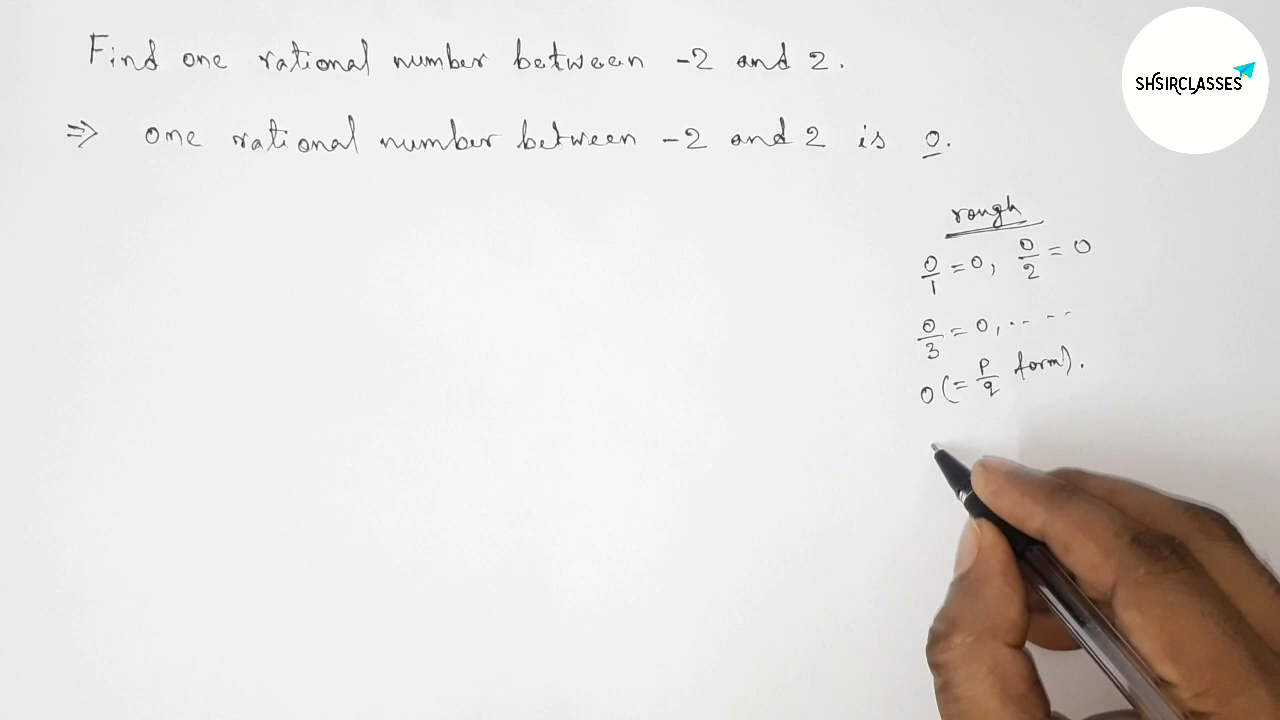 Find one rational number between -2 and 2.
SHSIRCLASSES
⇒ one rational number between -2 and 2 is 0.
rough
0/1 = 0, 0/2 = 0
0/3 = 0, .. -- --
0 (= p/q form).